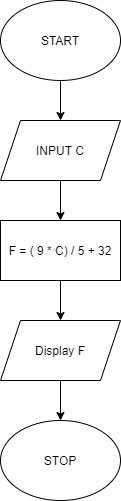 START
INPUT C
F = ( 9 * C) / 5 + 32
Display F
STOP